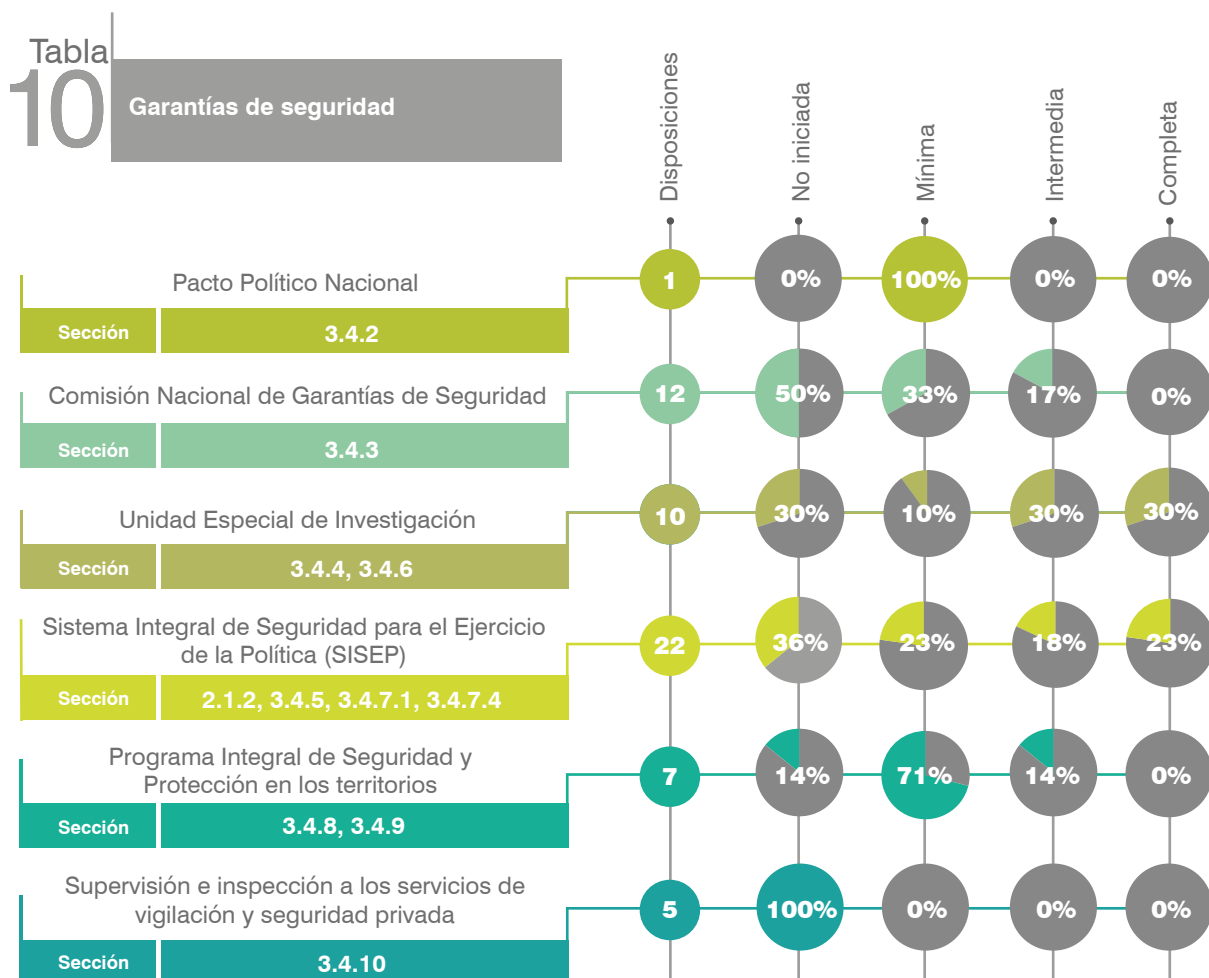 Tabla
10
Garantías de seguridad
Disposiciones
No iniciada
Mínima
Intermedia
Completa
Pacto Político Nacional
1
0%
100%
0%
0%
Sección
3.4.2
Comisión Nacional de Garantías de Seguridad
12
50%
33%
17%
0%
Sección
3.4.3
Unidad Especial de Investigación
10
30%
10%
30%
30%
Sección
3.4.4, 3.4.6
Sistema Integral de Seguridad para el Ejercicio
de la Política (SISEP)
22
36%
23%
18%
23%
Sección
2.1.2, 3.4.5, 3.4.7.1, 3.4.7.4
Programa Integral de Seguridad y
Protección en los territorios
7
14%
71%
14%
0%
Sección
3.4.8, 3.4.9
Supervisión e inspección a los servicios de
vigilación y seguridad privada
5
100%
0%
0%
0%
Sección
3.4.10